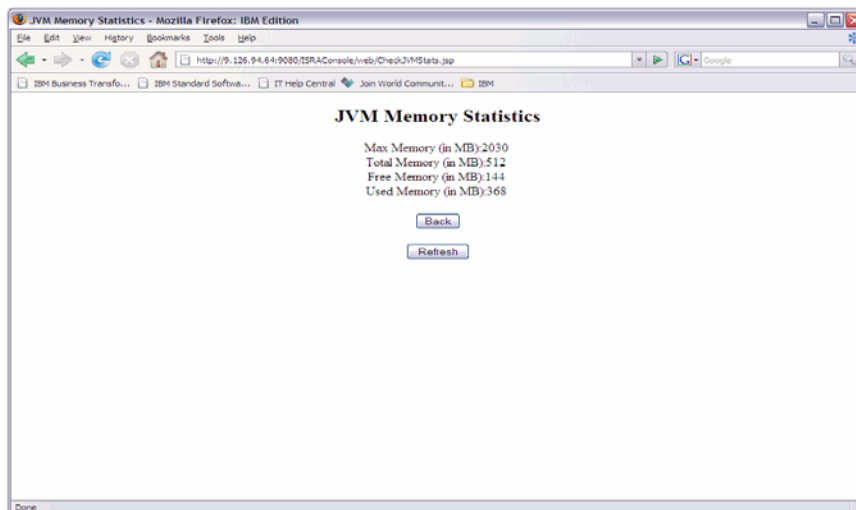 JVM Memory Statistics - Mozilla Firefox: IBM Edition
File Edit View History Bookmarks Tools Help
http://9.126.94.64:9080/ISRAConsole/web/CheckJVMStats.jsp
Google
IBM Business Transfo... IBM Standard Softwa... IT Help Central Join World Communit... IBM
JVM Memory Statistics
Max Memory (in MB):2030
Total Memory (in MB):512
Free Memory (in MB):144
Used Memory (in MB):368
Back
Refresh
Done